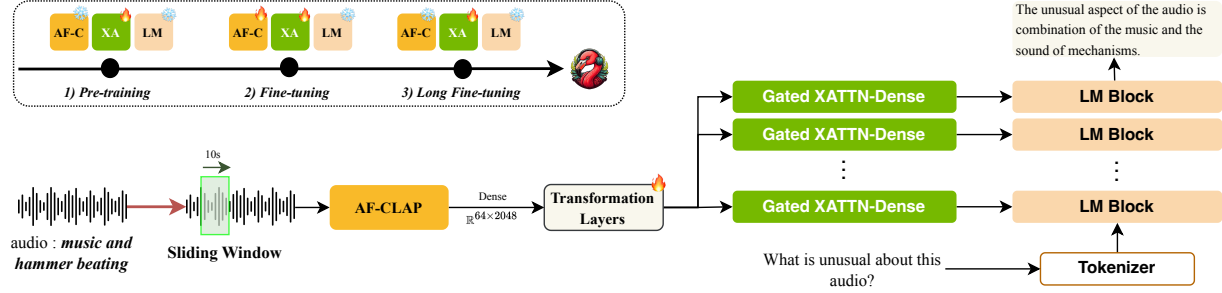 AF-C XA LM
AF-C XA LM
AF-C XA LM
1) Pre-training
2) Fine-tuning
3) Long Fine-tuning
The unusual aspect of the audio is
combination of the music and the
sound of mechanisms.
10s
audio : music and
hammer beating
Sliding Window
AF-CLAP
Dense
ℝ^{64×2048}
Transformation
Layers
Gated XATTN-Dense
LM Block
Gated XATTN-Dense
LM Block
⋮
⋮
Gated XATTN-Dense
LM Block
What is unusual about this
audio?
Tokenizer